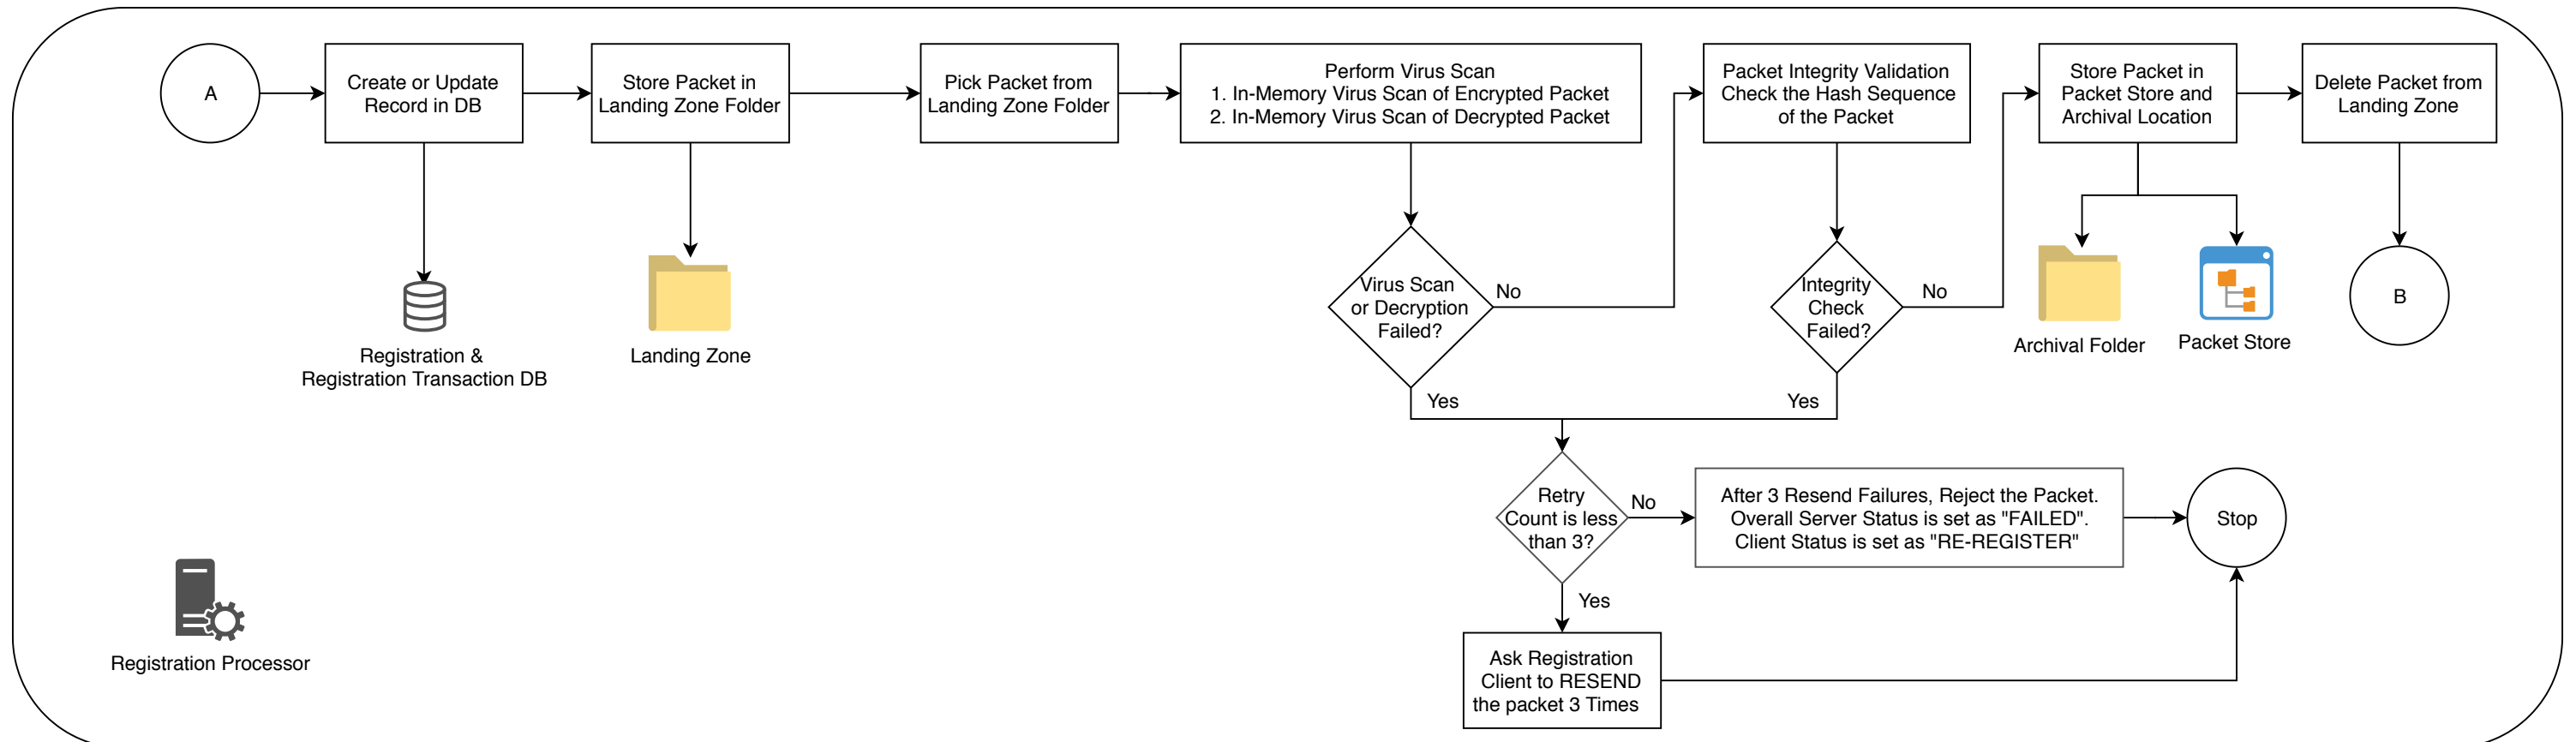 A
Create or Update
Record in DB
Store Packet in
Landing Zone Folder
Pick Packet from
Landing Zone Folder
Perform Virus Scan
1. In-Memory Virus Scan of Encrypted Packet
2. In-Memory Virus Scan of Decrypted Packet
Packet Integrity Validation
Check the Hash Sequence
of the Packet
Store Packet in
Packet Store and
Archival Location
Delete Packet from
Landing Zone
Registration &
Registration Transaction DB
Landing Zone
Virus Scan
or Decryption
Failed?
No
Yes
Integrity
Check
Failed?
No
Yes
Archival Folder
Packet Store
B
Retry
Count is less
than 3?
No
After 3 Resend Failures, Reject the Packet.
Overall Server Status is set as "FAILED".
Client Status is set as "RE-REGISTER"
Stop
Yes
Ask Registration
Client to RESEND
the packet 3 Times
Registration Processor